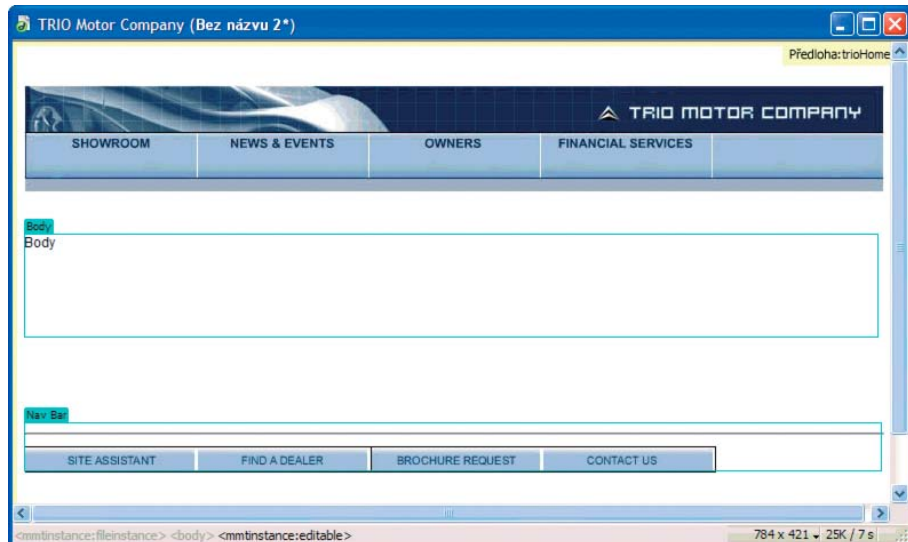 TRIO Motor Company (Bez názvu 2*)
Předloha:trioHome
TRIO MOTOR COMPANY
SHOWROOM NEWS & EVENTS OWNERS FINANCIAL SERVICES
Body
Body
Nav Bar
SITE ASSISTANT FIND A DEALER BROCHURE REQUEST CONTACT US
<mmtinstance:fileinstance> <body> <mmtinstance:editable> 784 x 421 25K / 7 s